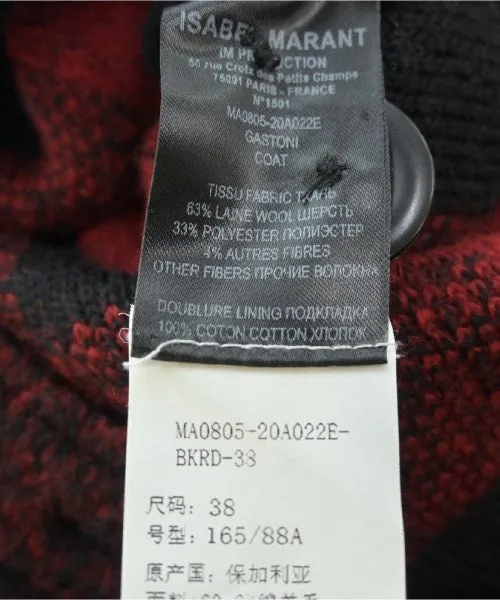 ISABEL MARANT
IM PRODUCTION
50 rue Croix des Petits Champs
75001 PARIS - FRANCE
N°1501
MA0805-20A022E
GASTONI
COAT
TISSU FABRIC ТКАНЬ
63% LAINE WOOL ШЕРСТЬ
33% POLYESTER ПОЛИЭСТЕР
4% AUTRES FIBRES
OTHER FIBERS ПРОЧИЕ ВОЛОКНА
DOUBLURE LINING ПОДКЛАДКА
100% COTON COTTON ХЛОПОК
MA0805-20A022E-
BKRD-38
尺码: 38
号型: 165/88A
原产国: 保加利亚